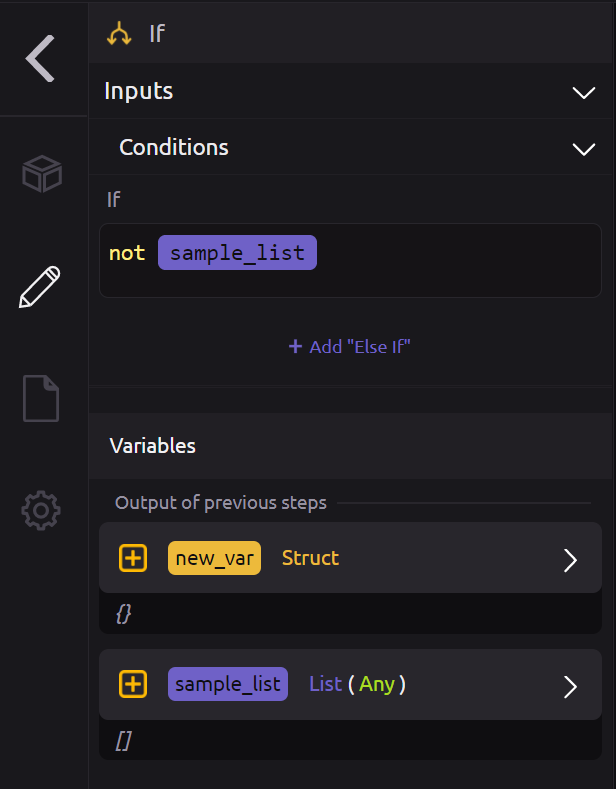 If
Inputs
Conditions
If
not sample_list
+ Add "Else If"
Variables
Output of previous steps
new_var Struct
{}
sample_list List (Any)
[]